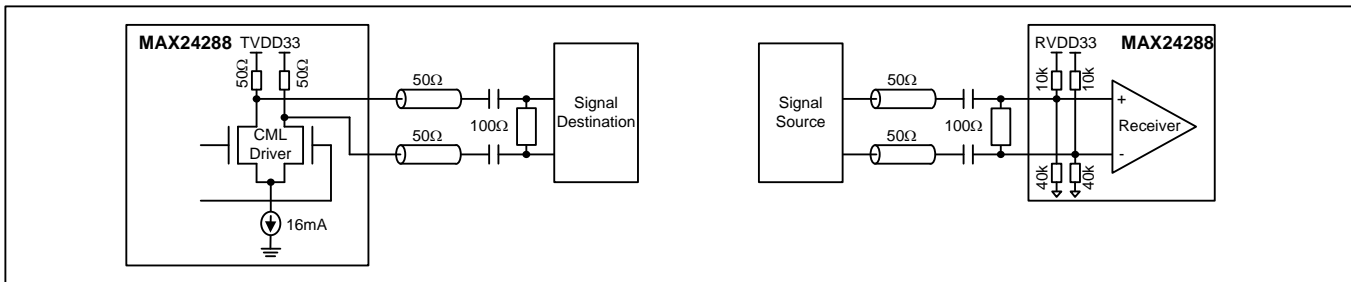 MAX24288 TVDD33
50Ω
50Ω
CML
Driver
16mA
50Ω
50Ω
100Ω
Signal
Destination
Signal
Source
50Ω
50Ω
100Ω
RVDD33
MAX24288
10k
10k
+
Receiver
-
40k
40k